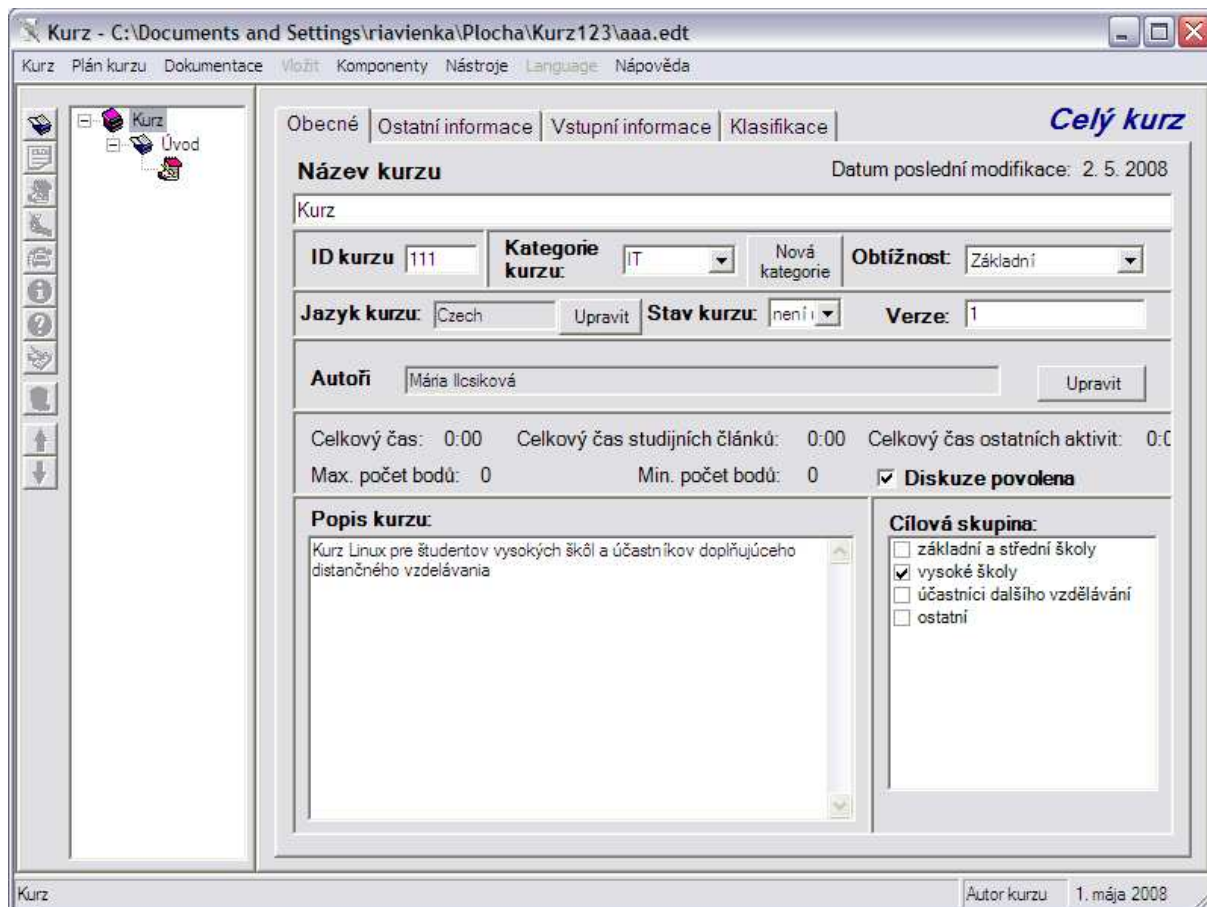 Kurz - C:\Documents and Settings\riavienka\Plocha\Kurz123\aaa.edt
Kurz Plán kurzu Dokumentace Vložit Komponenty Nástroje Language Nápověda
Kurz
Úvod
Obecné Ostatní informace Vstupní informace Klasifikace
Celý kurz
Název kurzu
Datum poslední modifikace: 2. 5. 2008
Kurz
ID kurzu 111 Kategorie kurzu: IT Nová kategorie Obtížnost: Základní
Jazyk kurzu: Czech Upravit Stav kurzu: není Verze: 1
Autoři Mária Ilcsiková Upravit
Celkový čas: 0:00 Celkový čas studijních článků: 0:00 Celkový čas ostatních aktivit: 0:0
Max. počet bodů: 0 Min. počet bodů: 0 Diskuze povolena
Popis kurzu:
Kurz Linux pre študentov vysokých škôl a účastníkov doplňujúceho
distančného vzdelávania
Cílová skupina:
základní a střední školy
vysoké školy
účastníci dalšího vzdělávání
ostatní
Kurz
Autor kurzu 1. mája 2008